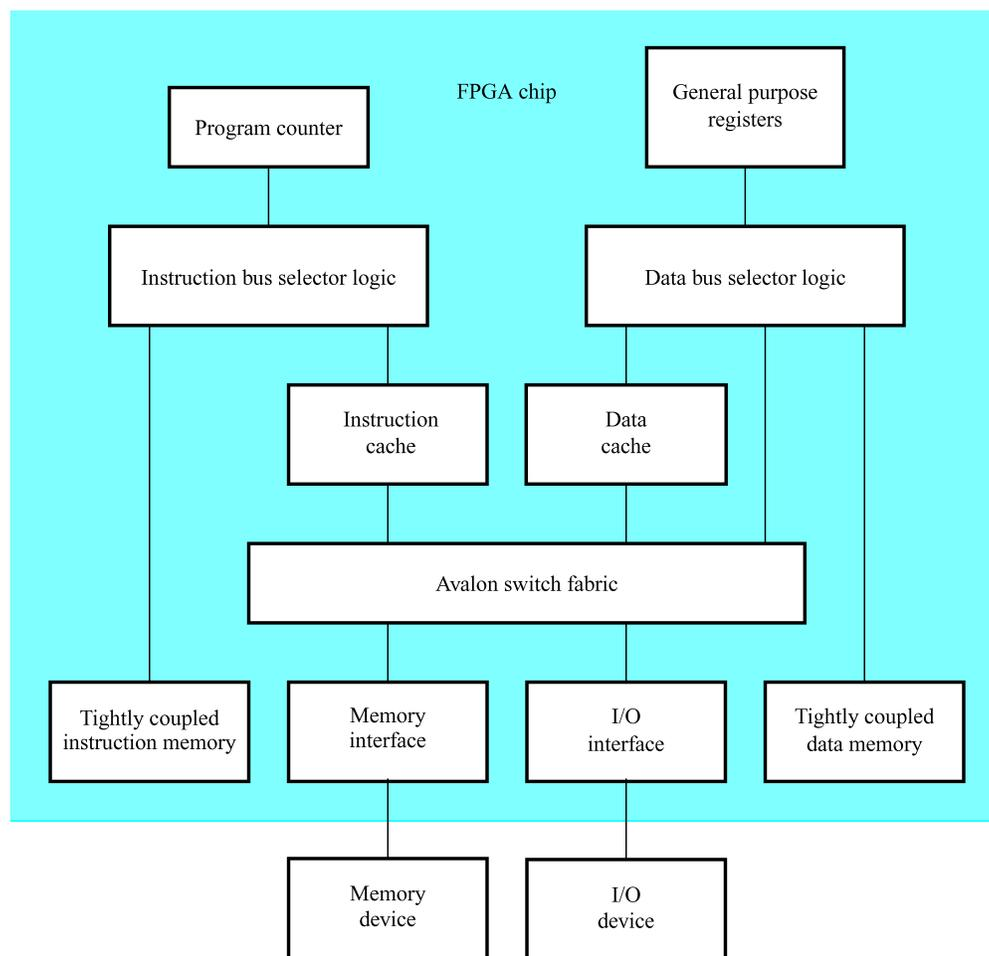 FPGA chip
General purpose
registers
Program counter
Instruction bus selector logic
Data bus selector logic
Instruction
cache
Data
cache
Avalon switch fabric
Tightly coupled
instruction memory
Memory
interface
I/O
interface
Tightly coupled
data memory
Memory
device
I/O
device